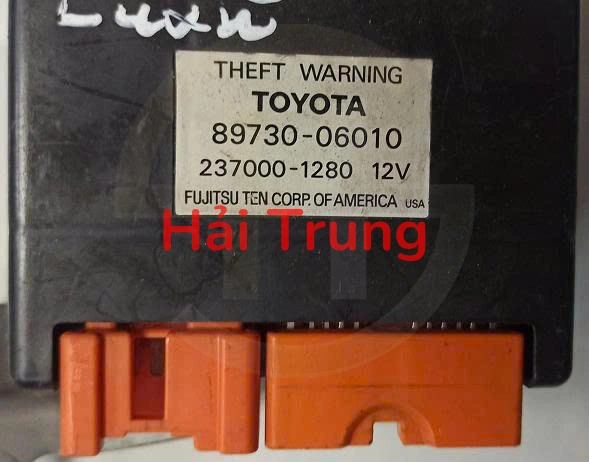 THEFT WARNING
TOYOTA
89730-06010
237000-1280 12V
FUJITSU TEN CORP. OF AMERICA USA
Hải Trung